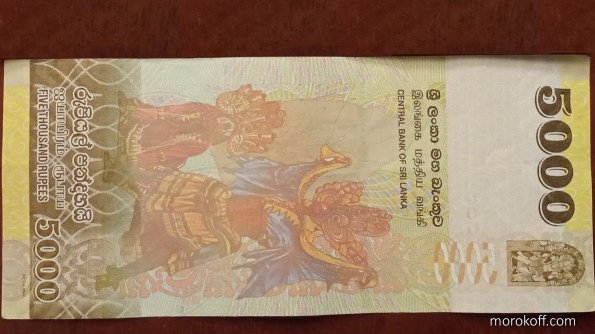 5000
ශ්‍රී ලංකා මහ බැංකුව
இலங்கை மத்திய வங்கி
CENTRAL BANK OF SRI LANKA
රුපියල් පන්දහසයි
ஐயாயிரம் ரூபாய்
FIVE THOUSAND RUPEES
5000
morokoff.com